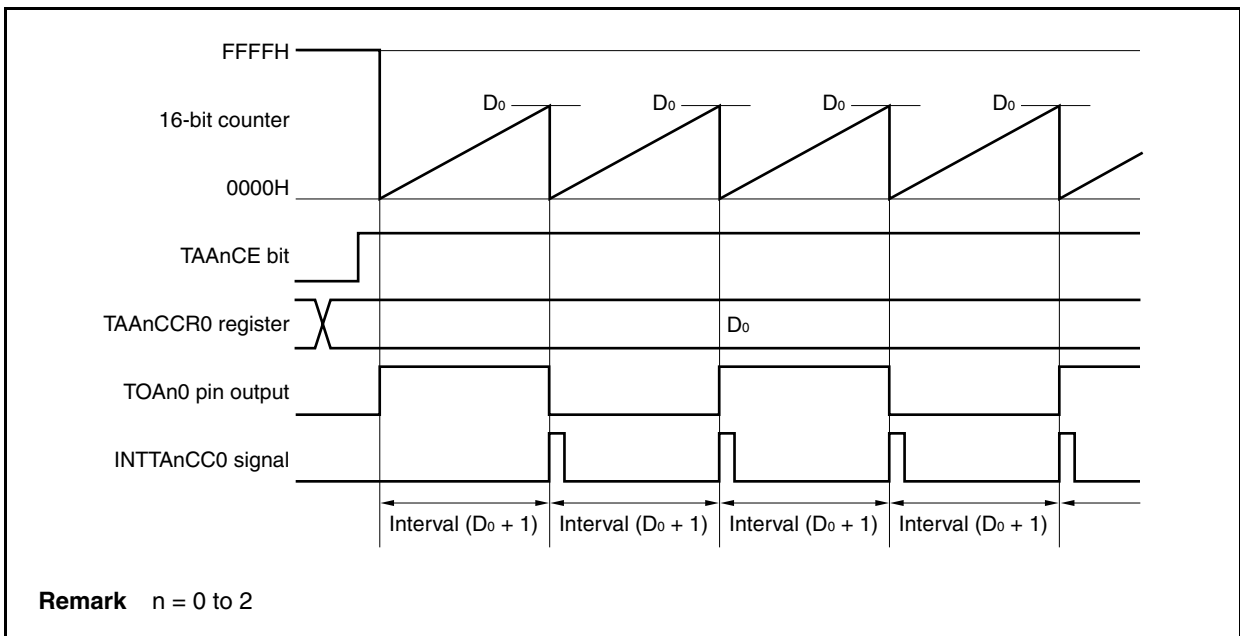 FFFFH
D0 D0 D0 D0
16-bit counter
0000H
TAAnCE bit
TAAnCCR0 register
D0
TOAn0 pin output
INTTAnCC0 signal
Interval (D0 + 1) Interval (D0 + 1) Interval (D0 + 1) Interval (D0 + 1)
Remark n = 0 to 2